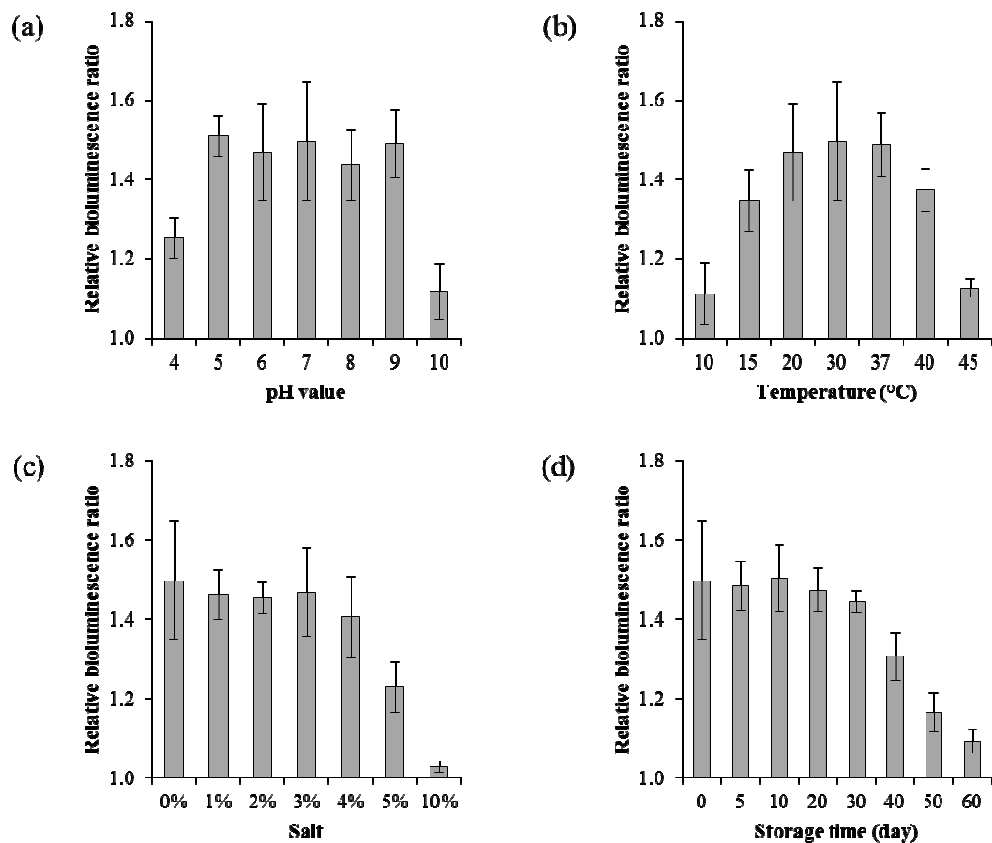 (a)
Relative bioluminescence ratio
1.8
1.6
1.4
1.2
1.0
4 5 6 7 8 9 10
pH value
(b)
Relative bioluminescence ratio
1.8
1.6
1.4
1.2
1.0
10 15 20 30 37 40 45
Temperature (°C)
(c)
Relative bioluminescence ratio
1.8
1.6
1.4
1.2
1.0
0% 1% 2% 3% 4% 5% 10%
Salt
(d)
Relative bioluminescence ratio
1.8
1.6
1.4
1.2
1.0
0 5 10 20 30 40 50 60
Storage time (day)